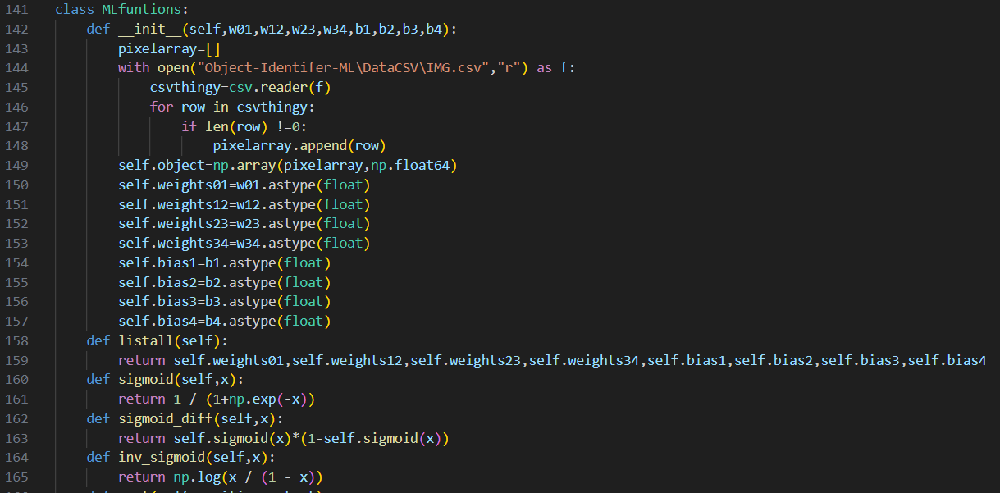 141 class MLfuntions:
142 def __init__(self,w01,w12,w23,w34,b1,b2,b3,b4):
143 pixelarray=[]
144 with open("Object-Identifer-ML\DataCSV\IMG.csv","r") as f:
145 csvthingy=csv.reader(f)
146 for row in csvthingy:
147 if len(row) !=0:
148 pixelarray.append(row)
149 self.object=np.array(pixelarray,np.float64)
150 self.weights01=w01.astype(float)
151 self.weights12=w12.astype(float)
152 self.weights23=w23.astype(float)
153 self.weights34=w34.astype(float)
154 self.bias1=b1.astype(float)
155 self.bias2=b2.astype(float)
156 self.bias3=b3.astype(float)
157 self.bias4=b4.astype(float)
158 def listall(self):
159 return self.weights01,self.weights12,self.weights23,self.weights34,self.bias1,self.bias2,self.bias3,self.bias4
160 def sigmoid(self,x):
161 return 1 / (1+np.exp(-x))
162 def sigmoid_diff(self,x):
163 return self.sigmoid(x)*(1-self.sigmoid(x))
164 def inv_sigmoid(self,x):
165 return np.log(x / (1 - x))